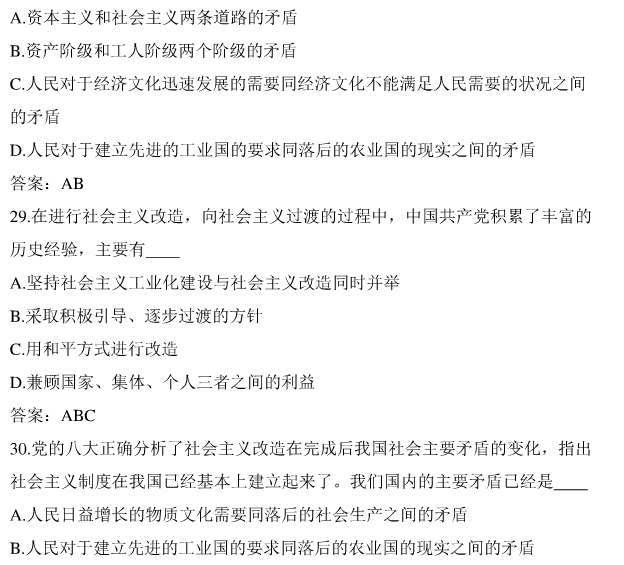 A.资本主义和社会主义两条道路的矛盾
B.资产阶级和工人阶级两个阶级的矛盾
C.人民对于经济文化迅速发展的需要同经济文化不能满足人民需要的状况之间
的矛盾
D.人民对于建立先进的工业国的要求同落后的农业国的现实之间的矛盾
答案：AB
29.在进行社会主义改造，向社会主义过渡的过程中，中国共产党积累了丰富的
历史经验，主要有____
A.坚持社会主义工业化建设与社会主义改造同时并举
B.采取积极引导、逐步过渡的方针
C.用和平方式进行改造
D.兼顾国家、集体、个人三者之间的利益
答案：ABC
30.党的八大正确分析了社会主义改造在完成后我国社会主要矛盾的变化，指出
社会主义制度在我国已经基本上建立起来了。我们国内的主要矛盾已经是____
A.人民日益增长的物质文化需要同落后的社会生产之间的矛盾
B.人民对于建立先进的工业国的要求同落后的农业国的现实之间的矛盾